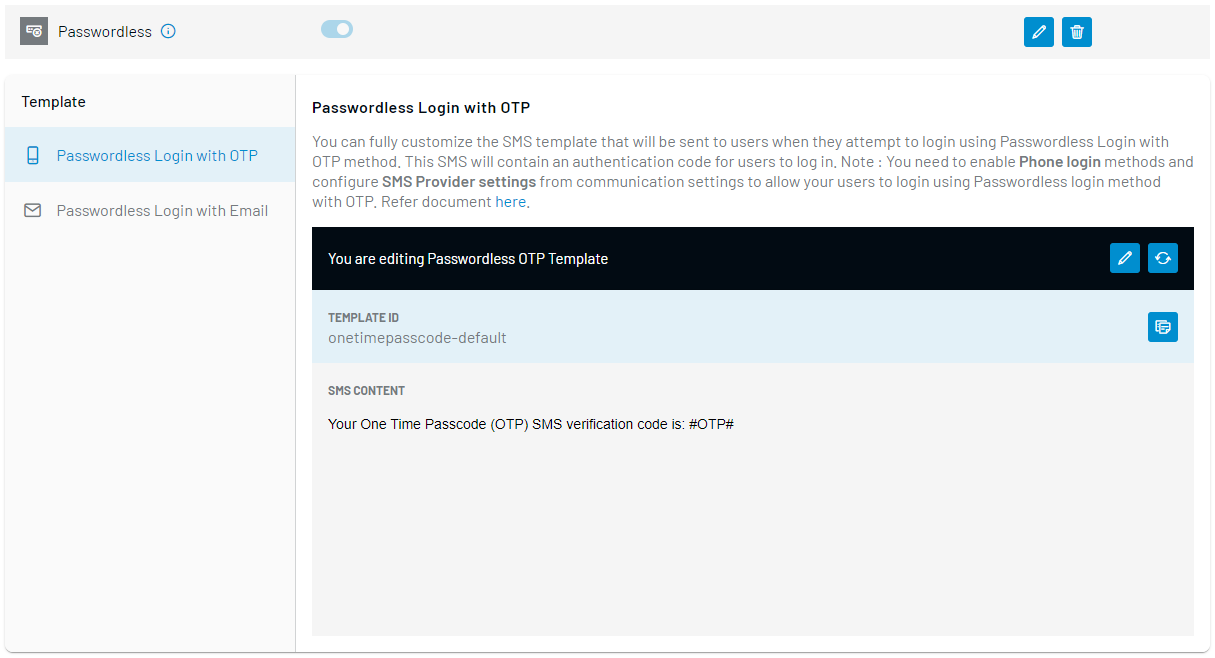 Passwordless
Template
Passwordless Login with OTP
Passwordless Login with Email
Passwordless Login with OTP
You can fully customize the SMS template that will be sent to users when they attempt to login using Passwordless Login with
OTP method. This SMS will contain an authentication code for users to log in. Note : You need to enable Phone login methods and
configure SMS Provider settings from communication settings to allow your users to login using Passwordless login method
with OTP. Refer document here.
You are editing Passwordless OTP Template
TEMPLATE ID
onetimepasscode-default
SMS CONTENT
Your One Time Passcode (OTP) SMS verification code is: #OTP#